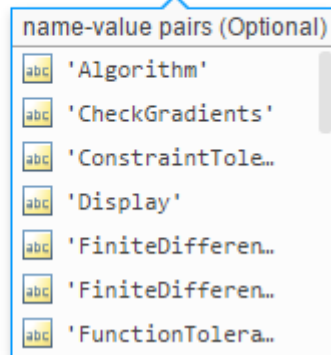 name-value pairs (Optional)
abc 'Algorithm'
abc 'CheckGradients'
abc 'ConstraintTole…
abc 'Display'
abc 'FiniteDifferen…
abc 'FiniteDifferen…
abc 'FunctionTolera…